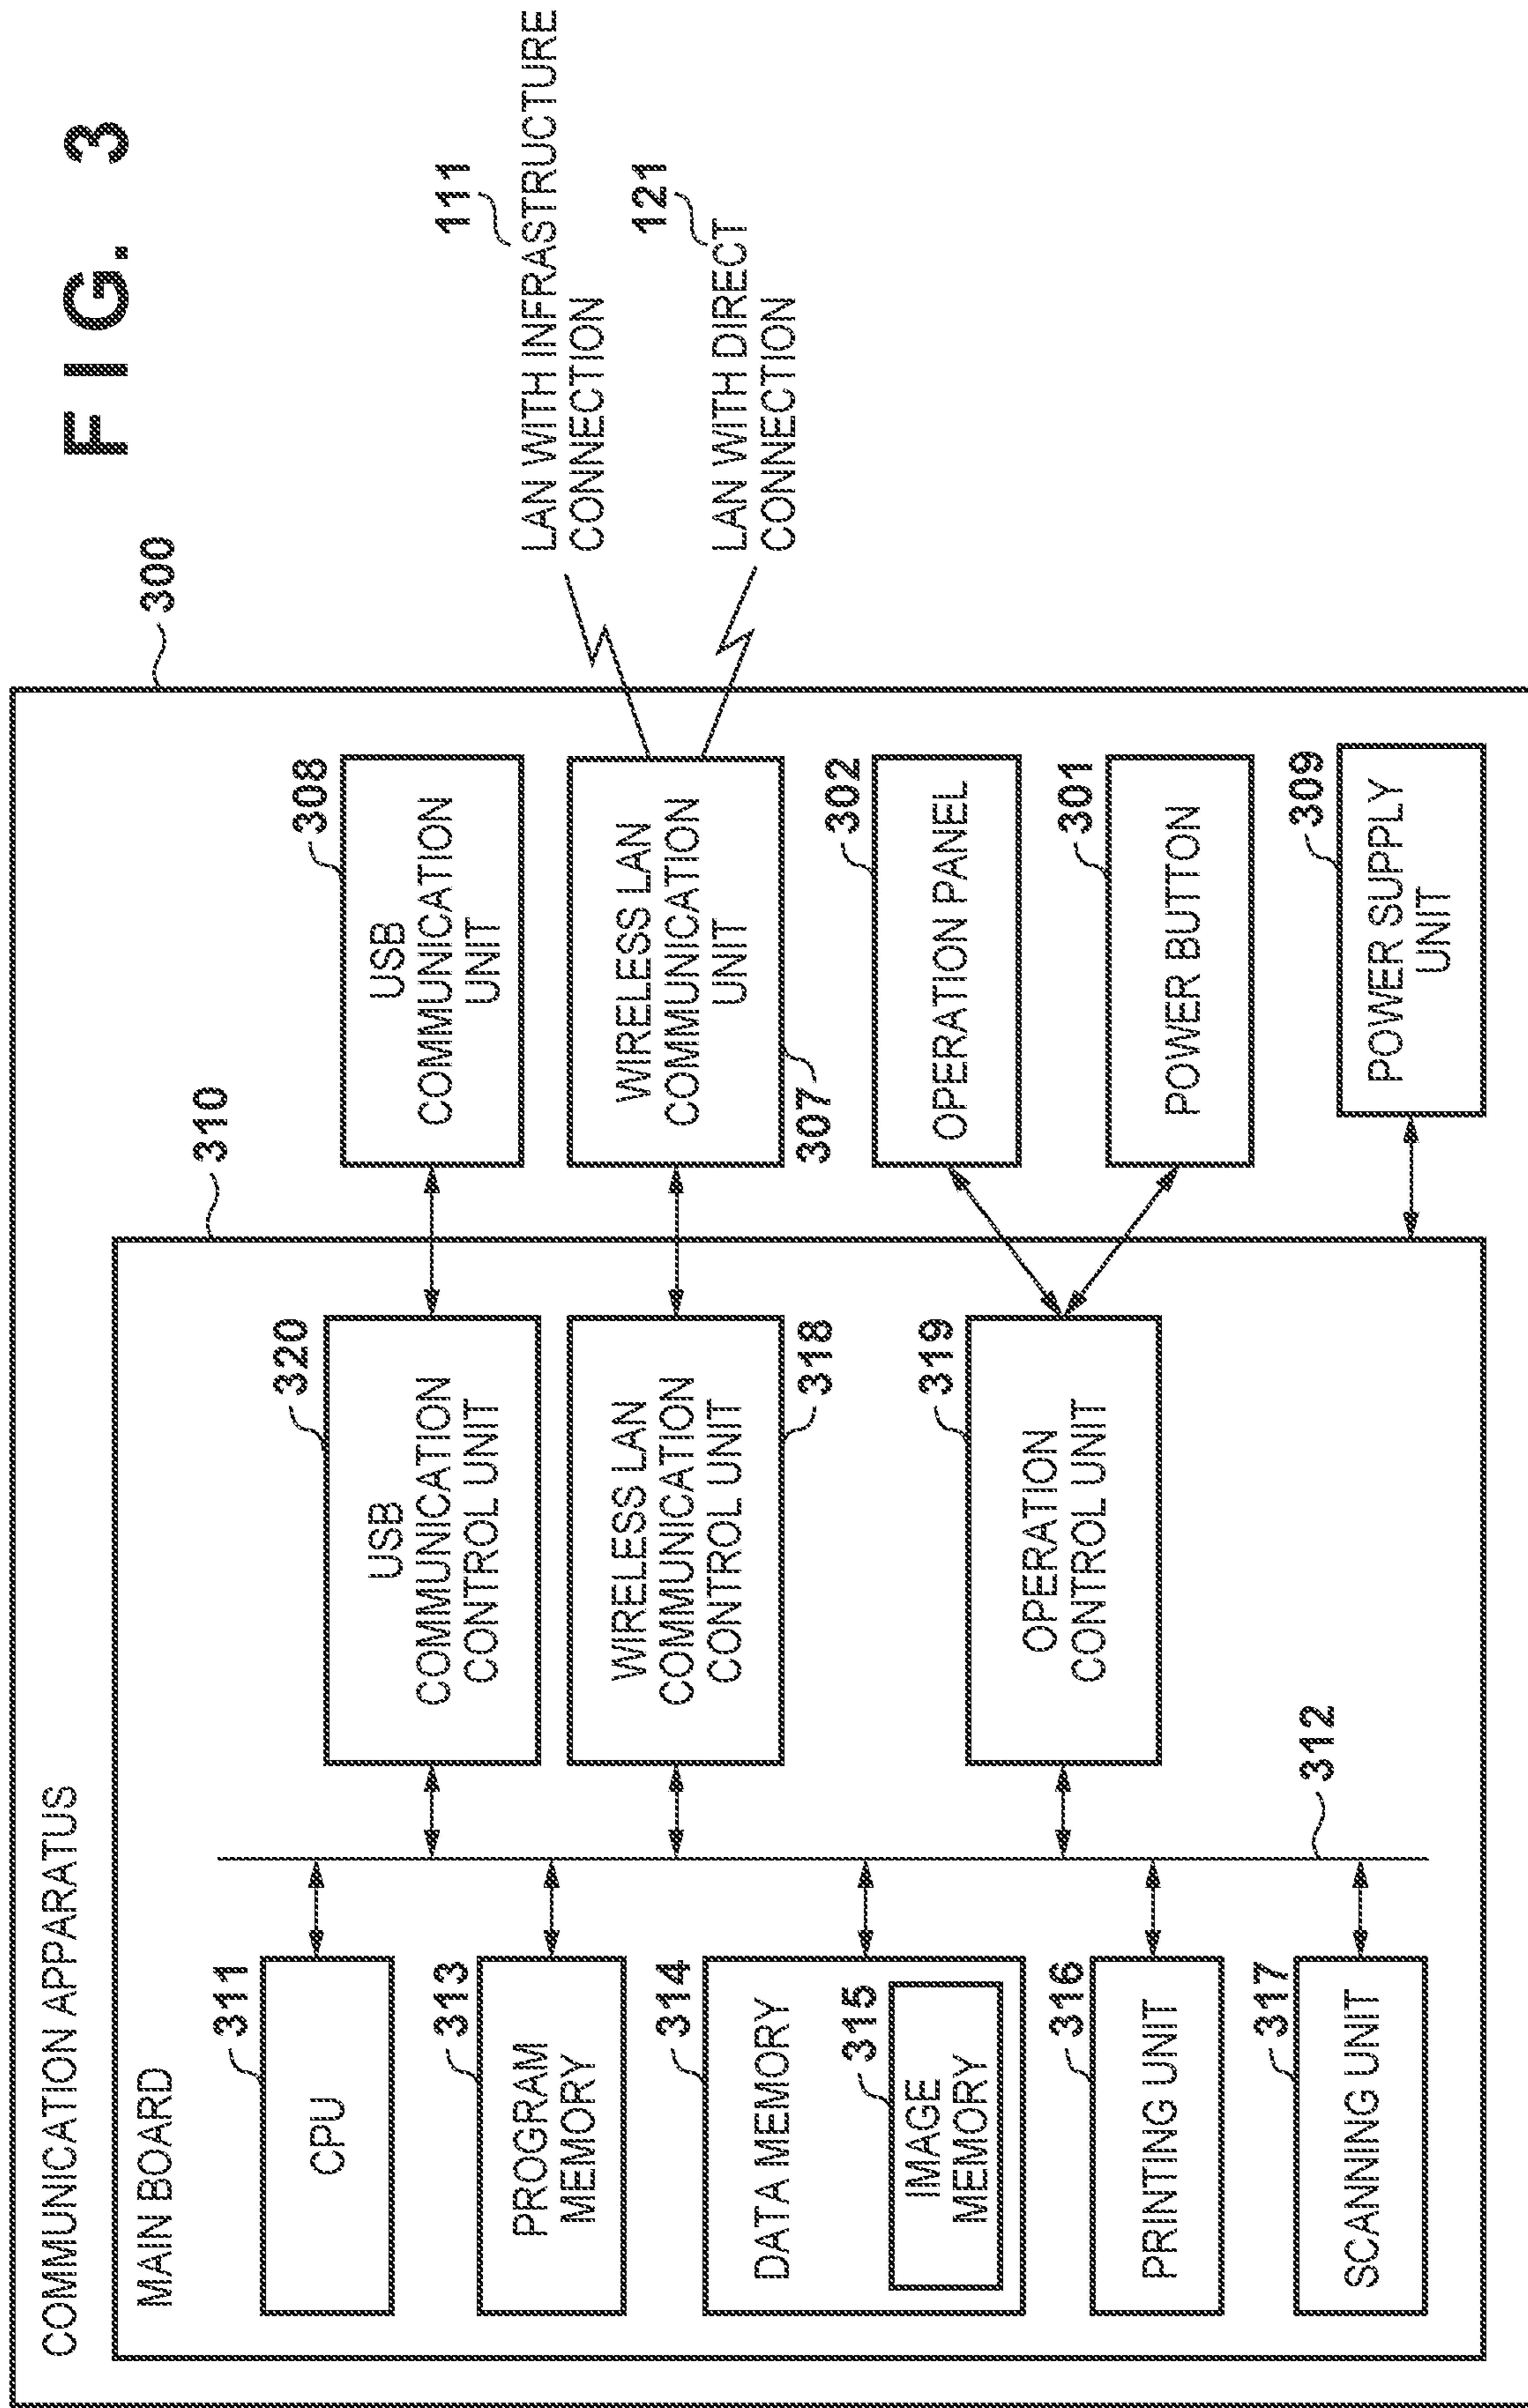 FIG. 3
COMMUNICATION APPARATUS
300
MAIN BOARD
310
311
CPU
313
PROGRAM
MEMORY
314
DATA MEMORY
315
IMAGE
MEMORY
316
PRINTING UNIT
317
SCANNING UNIT
312
320
USB
COMMUNICATION
CONTROL UNIT
WIRELESS LAN
COMMUNICATION
CONTROL UNIT
318
319
OPERATION
CONTROL UNIT
308
USB
COMMUNICATION
UNIT
WIRELESS LAN
COMMUNICATION
UNIT
307
302
OPERATION PANEL
301
POWER BUTTON
309
POWER SUPPLY
UNIT
111
LAN WITH INFRASTRUCTURE
CONNECTION
121
LAN WITH DIRECT
CONNECTION